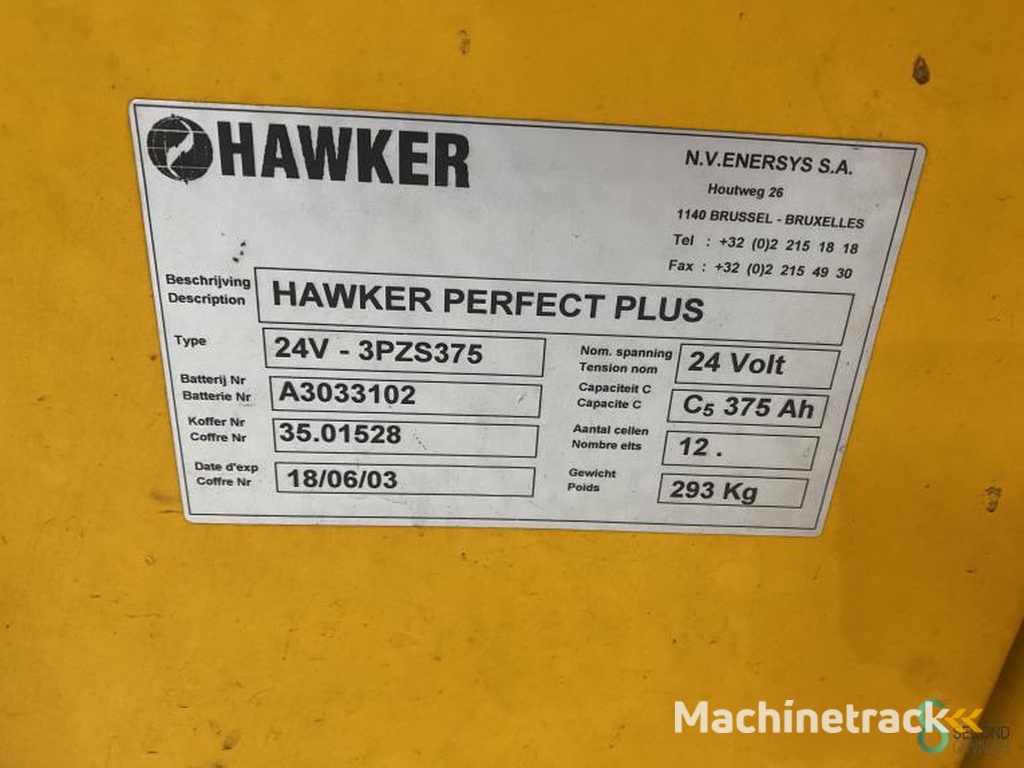 HAWKER
N.V.ENERSYS S.A.
Houtweg 26
1140 BRUSSEL - BRUXELLES
Tel : +32 (0)2 215 18 18
Fax : +32 (0)2 215 49 30
Beschrijving
Description
HAWKER PERFECT PLUS
Type
24V - 3PZS375
Nom. spanning
Tension nom
24 Volt
Batterij Nr
Batterie Nr
A3033102
Capaciteit C
Capacite C
C5 375 Ah
Koffer Nr
Coffre Nr
35.01528
Aantal cellen
Nombre elts
12 .
Date d'exp
Coffre Nr
18/06/03
Gewicht
Poids
293 Kg
Machinetrack
SECOND